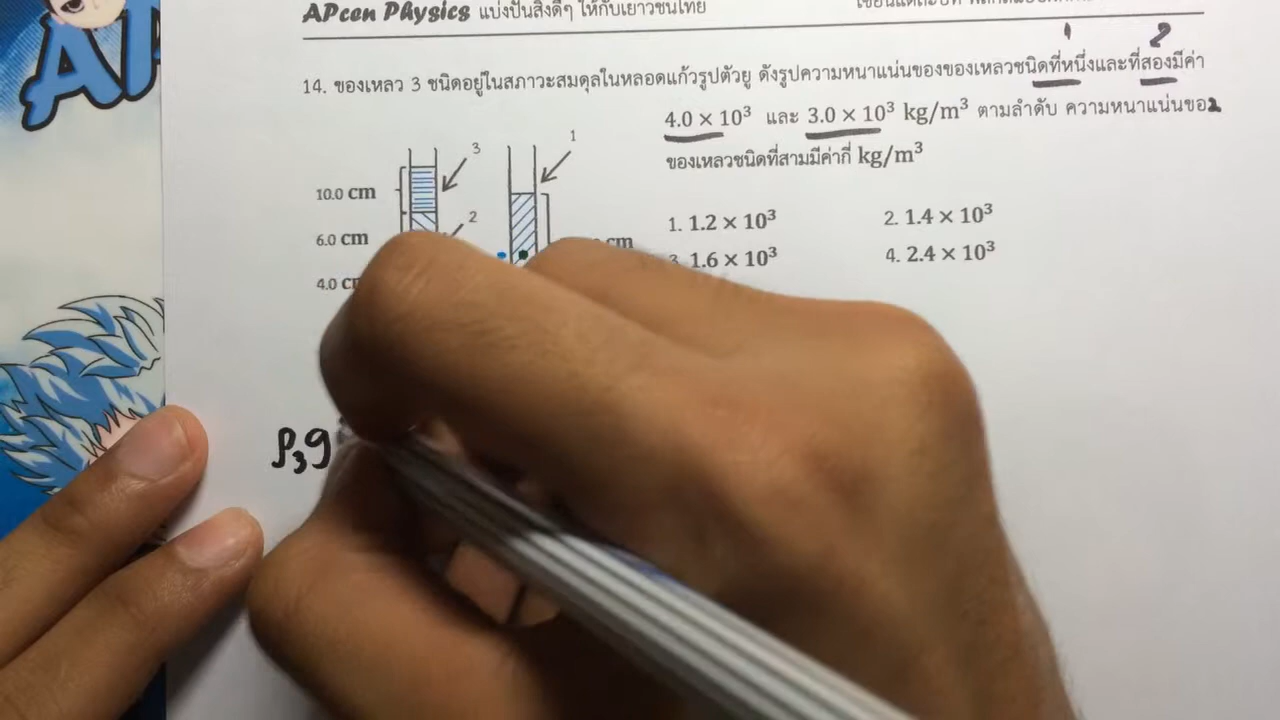 APcen Physics แบ่งปันสิ่งดีๆ ให้กับเยาวชนไทย
1 2
14. ของเหลว 3 ชนิดอยู่ในสภาวะสมดุลในหลอดแก้วรูปตัวยู ดังรูปความหนาแน่นของของเหลวชนิดที่หนึ่งและที่สองมีค่า
4.0 × 10³ และ 3.0 × 10³ kg/m³ ตามลำดับ ความหนาแน่นของ
ของเหลวชนิดที่สามมีค่ากี่ kg/m³
3 1
10.0 cm
2
6.0 cm cm
4.0
1. 1.2 × 10³ 2. 1.4 × 10³
3. 1.6 × 10³ 4. 2.4 × 10³
ρ₃g